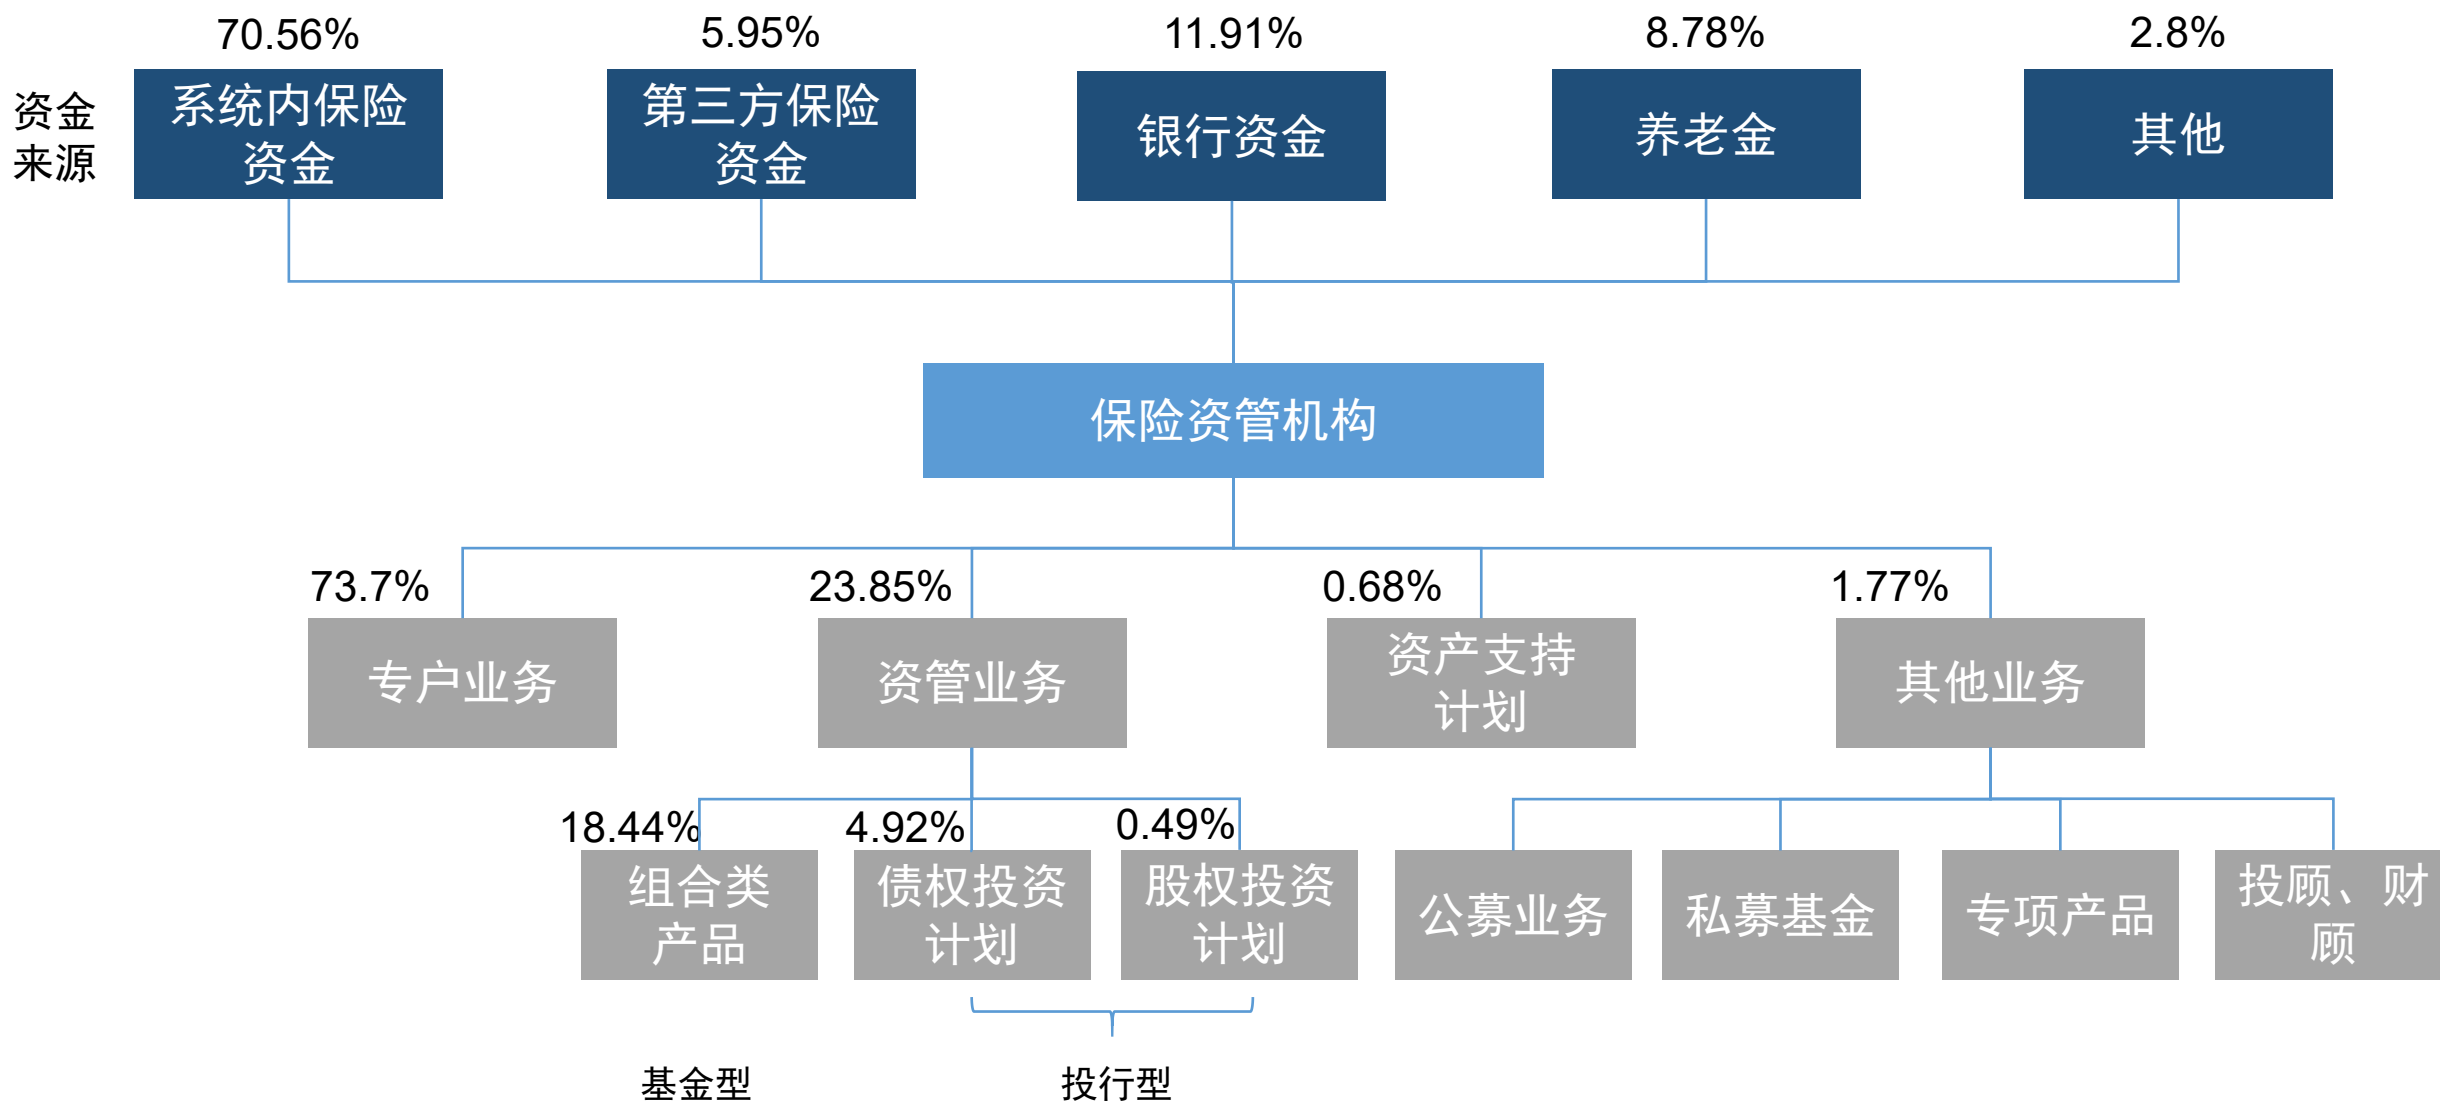 70.56%
5.95%
11.91%
8.78%
2.8%
资金
来源
系统内保险
资金
第三方保险
资金
银行资金
养老金
其他
保险资管机构
73.7%
23.85%
0.68%
1.77%
专户业务
资管业务
资产支持
计划
其他业务
18.44%
4.92%
0.49%
组合类
产品
债权投资
计划
股权投资
计划
公募业务
私募基金
专项产品
投顾、财
顾
基金型
投行型